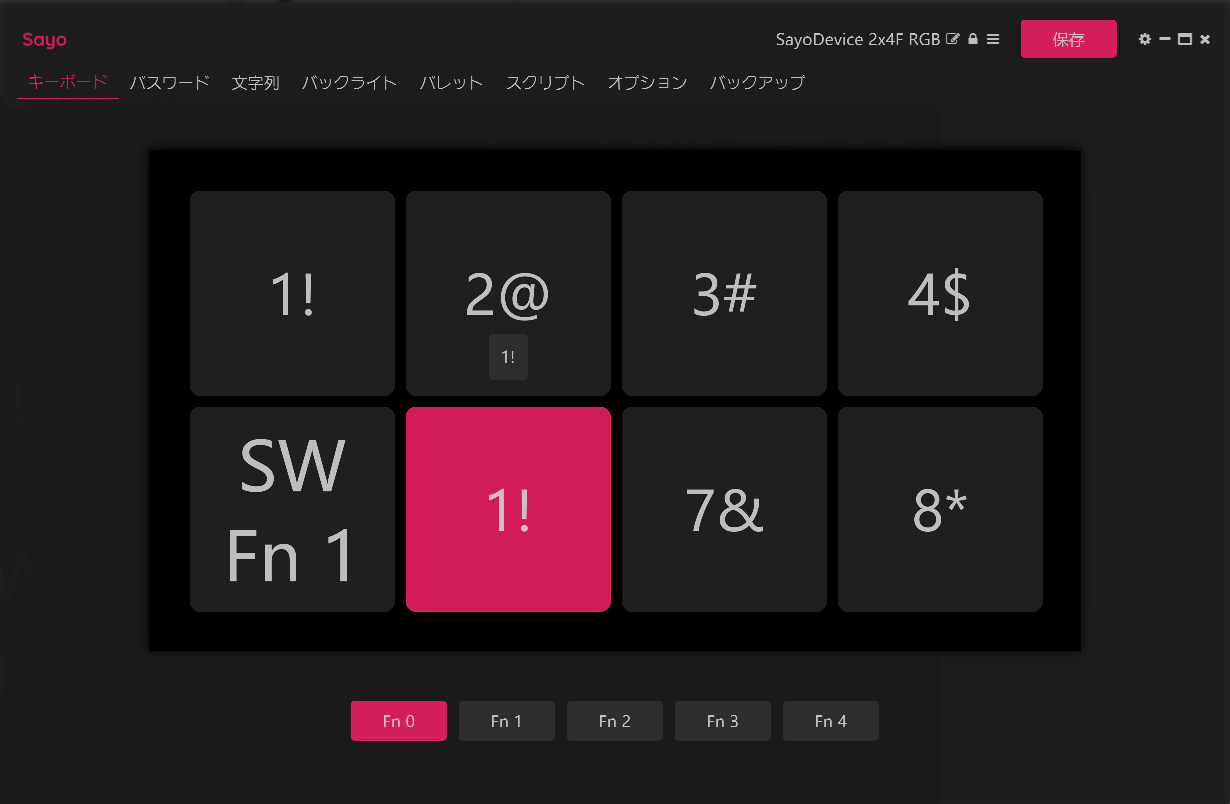 Sayo
SayoDevice 2x4F RGB
保存
キーボード パスワード 文字列 バックライト パレット スクリプト オプション バックアップ
1! 2@ 3# 4$
1!
SW
Fn 1
1! 7& 8*
Fn 0 Fn 1 Fn 2 Fn 3 Fn 4